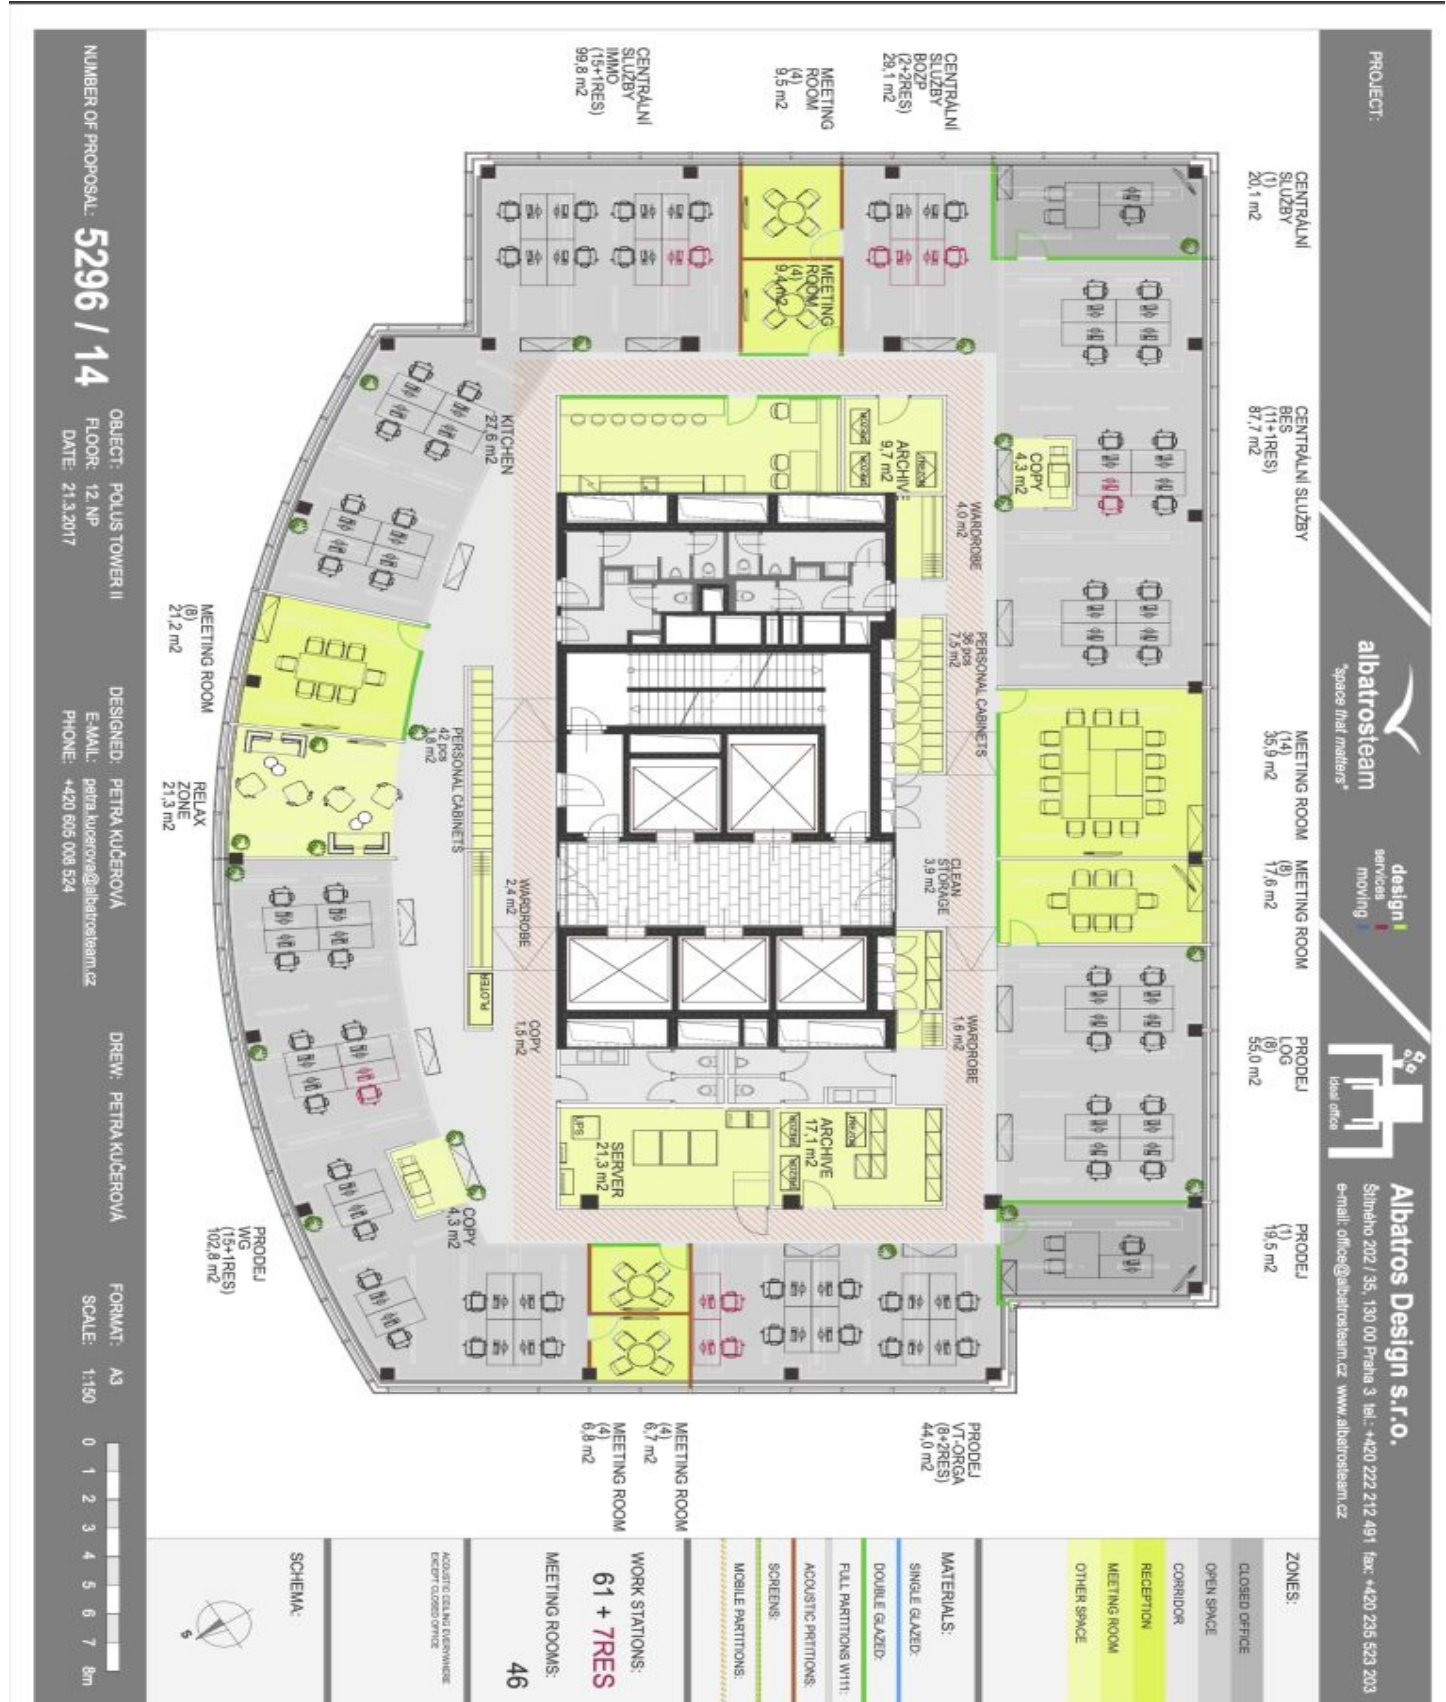 PROJECT:
albatrosteam
"space that matters"
design
services
moving
ideal office
Albatros Design s.r.o.
Štítného 202 / 35, 130 00 Praha 3 tel.: +420 222 212 491 fax: +420 235 523 203
e-mail: office@albatrosteam.cz www.albatrosteam.cz
CENTRÁLNÍ
SLUŽBY
(1)
20,1 m2
CENTRÁLNÍ SLUŽBY
BES
(11+1RES)
87,7 m2
MEETING ROOM
(14)
35,9 m2
MEETING ROOM
(8)
17,6 m2
PRODEJ
LOG
(8)
55,0 m2
PRODEJ
(1)
19,5 m2
CENTRÁLNÍ
SLUŽBY
BOZP
(2+2RES)
29,1 m2
MEETING
ROOM
(4)
9,5 m2
MEETING
ROOM
(4)
9,4 m2
CENTRÁLNÍ
SLUŽBY
IMMO
(15+1RES)
99,8 m2
COPY
4,3 m2
ARCHIVE
9,7 m2
WARDROBE
4,0 m2
PERSONAL CABINETS
36 pcs
7,5 m2
CLEAN
STORAGE
3,9 m2
WARDROBE
1,6 m2
ARCHIVE
17,1 m2
SERVER
21,3 m2
UPS
KITCHEN
27,6 m2
PERSONAL CABINETS
42 pcs
3,8 m2
WARDROBE
2,4 m2
PLOTER
COPY
1,5 m2
COPY
4,3 m2
MEETING ROOM
(8)
21,2 m2
RELAX
ZONE
21,3 m2
PRODEJ
WG
(15+1RES)
102,8 m2
PRODEJ
VT-ORGA
(8+2RES)
44,0 m2
MEETING ROOM
(4)
6,7 m2
MEETING ROOM
(4)
6,8 m2
ZONES:
CLOSED OFFICE
OPEN SPACE
CORRIDOR
RECEPTION
MEETING ROOM
OTHER SPACE
MATERIALS:
SINGLE GLAZED:
DOUBLE GLAZED:
FULL PARTITIONS W111:
ACOUSTIC PRTITIONS:
SCREENS:
MOBILE PARTITIONS:
WORK STATIONS:
61 + 7RES
MEETING ROOMS:
46
ACOUSTIC CEILING EVERYWHERE
EXCEPT CLOSED OFFICE
SCHEMA:
S
NUMBER OF PROPOSAL: 5296 / 14
OBJECT: POLUS TOWER II
FLOOR: 12. NP
DATE: 21.3.2017
DESIGNED: PETRA KUČEROVÁ
E-MAIL: petra.kucerova@albatrosteam.cz
PHONE: +420 605 008 524
DREW: PETRA KUČEROVÁ
FORMAT: A3
SCALE: 1:150
0 1 2 3 4 5 6 7 8m